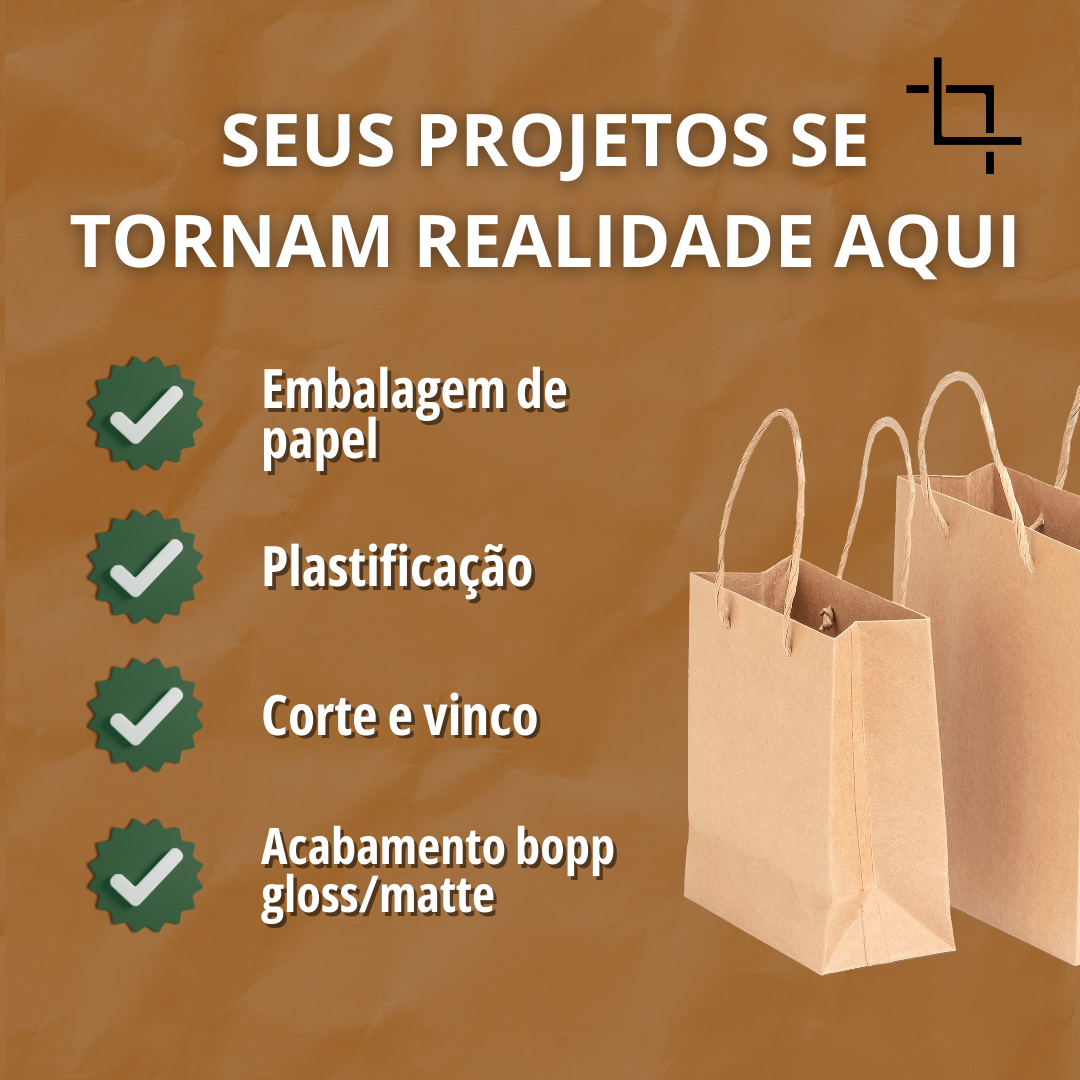 SEUS PROJETOS SE
TORNAM REALIDADE AQUI
Embalagem de
papel
Plastificação
Corte e vinco
Acabamento bopp
gloss/matte